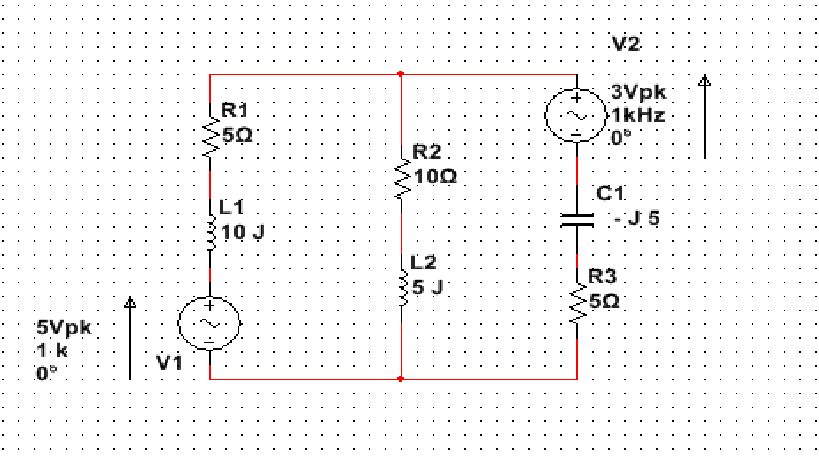 V2
3Vpk
1kHz
0°
R1
5Ω
R2
10Ω
C1
- J 5
L1
10 J
L2
5 J
R3
5Ω
5Vpk
1 k
0°
V1